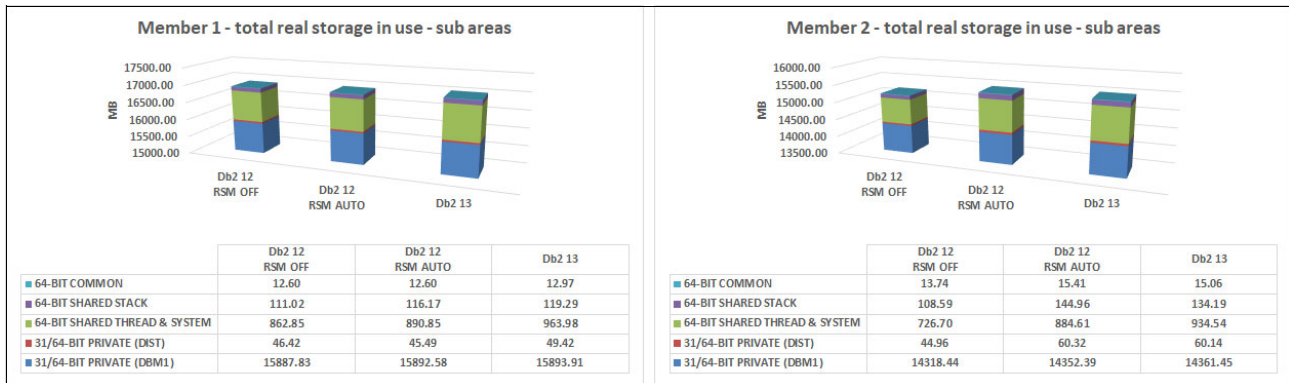 Member 1 - total real storage in use - sub areas
17500.00
17000.00
16500.00
16000.00
15500.00
15000.00
MB
Db2 12
RSM OFF
Db2 12
RSM AUTO
Db2 13
Db2 12
RSM OFF
Db2 12
RSM AUTO
Db2 13
64-BIT COMMON 12.60 12.60 12.97
64-BIT SHARED STACK 111.02 116.17 119.29
64-BIT SHARED THREAD & SYSTEM 862.85 890.85 963.98
31/64-BIT PRIVATE (DIST) 46.42 45.49 49.42
31/64-BIT PRIVATE (DBM1) 15887.83 15892.58 15893.91
Member 2 - total real storage in use - sub areas
16000.00
15500.00
15000.00
14500.00
14000.00
13500.00
MB
Db2 12
RSM OFF
Db2 12
RSM AUTO
Db2 13
Db2 12
RSM OFF
Db2 12
RSM AUTO
Db2 13
64-BIT COMMON 13.74 15.41 15.06
64-BIT SHARED STACK 108.59 144.96 134.19
64-BIT SHARED THREAD & SYSTEM 726.70 884.61 934.54
31/64-BIT PRIVATE (DIST) 44.96 60.32 60.14
31/64-BIT PRIVATE (DBM1) 14318.44 14352.39 14361.45